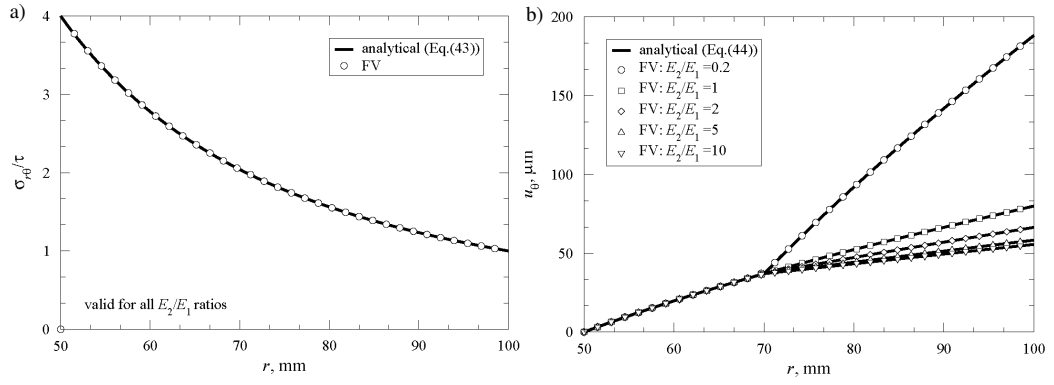 a)
σrθ/τ
4
3
2
1
0
analytical (Eq.(43))
FV
valid for all E2/E1 ratios
50 60 70 80 90 100
r, mm
b)
uθ, μm
200
150
100
50
0
analytical (Eq.(44))
FV: E2/E1=0.2
FV: E2/E1=1
FV: E2/E1=2
FV: E2/E1=5
FV: E2/E1=10
50 60 70 80 90 100
r, mm